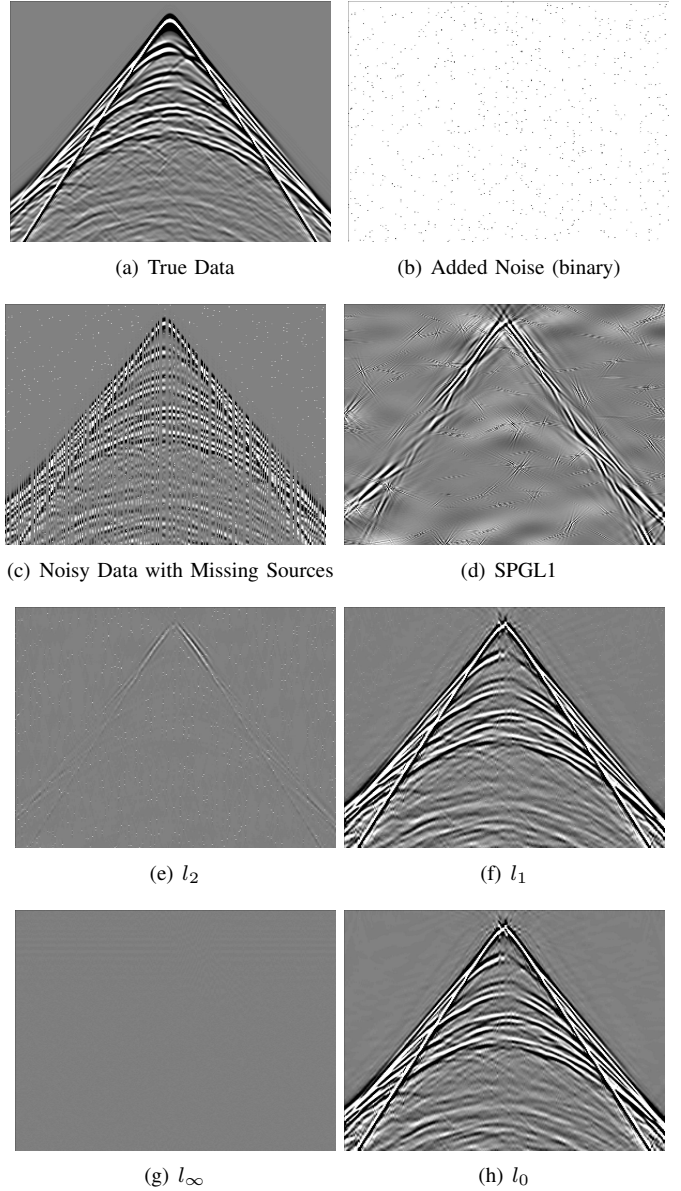 (a) True Data
(b) Added Noise (binary)
(c) Noisy Data with Missing Sources
(d) SPGL1
(e) l₂
(f) l₁
(g) l∞
(h) l₀